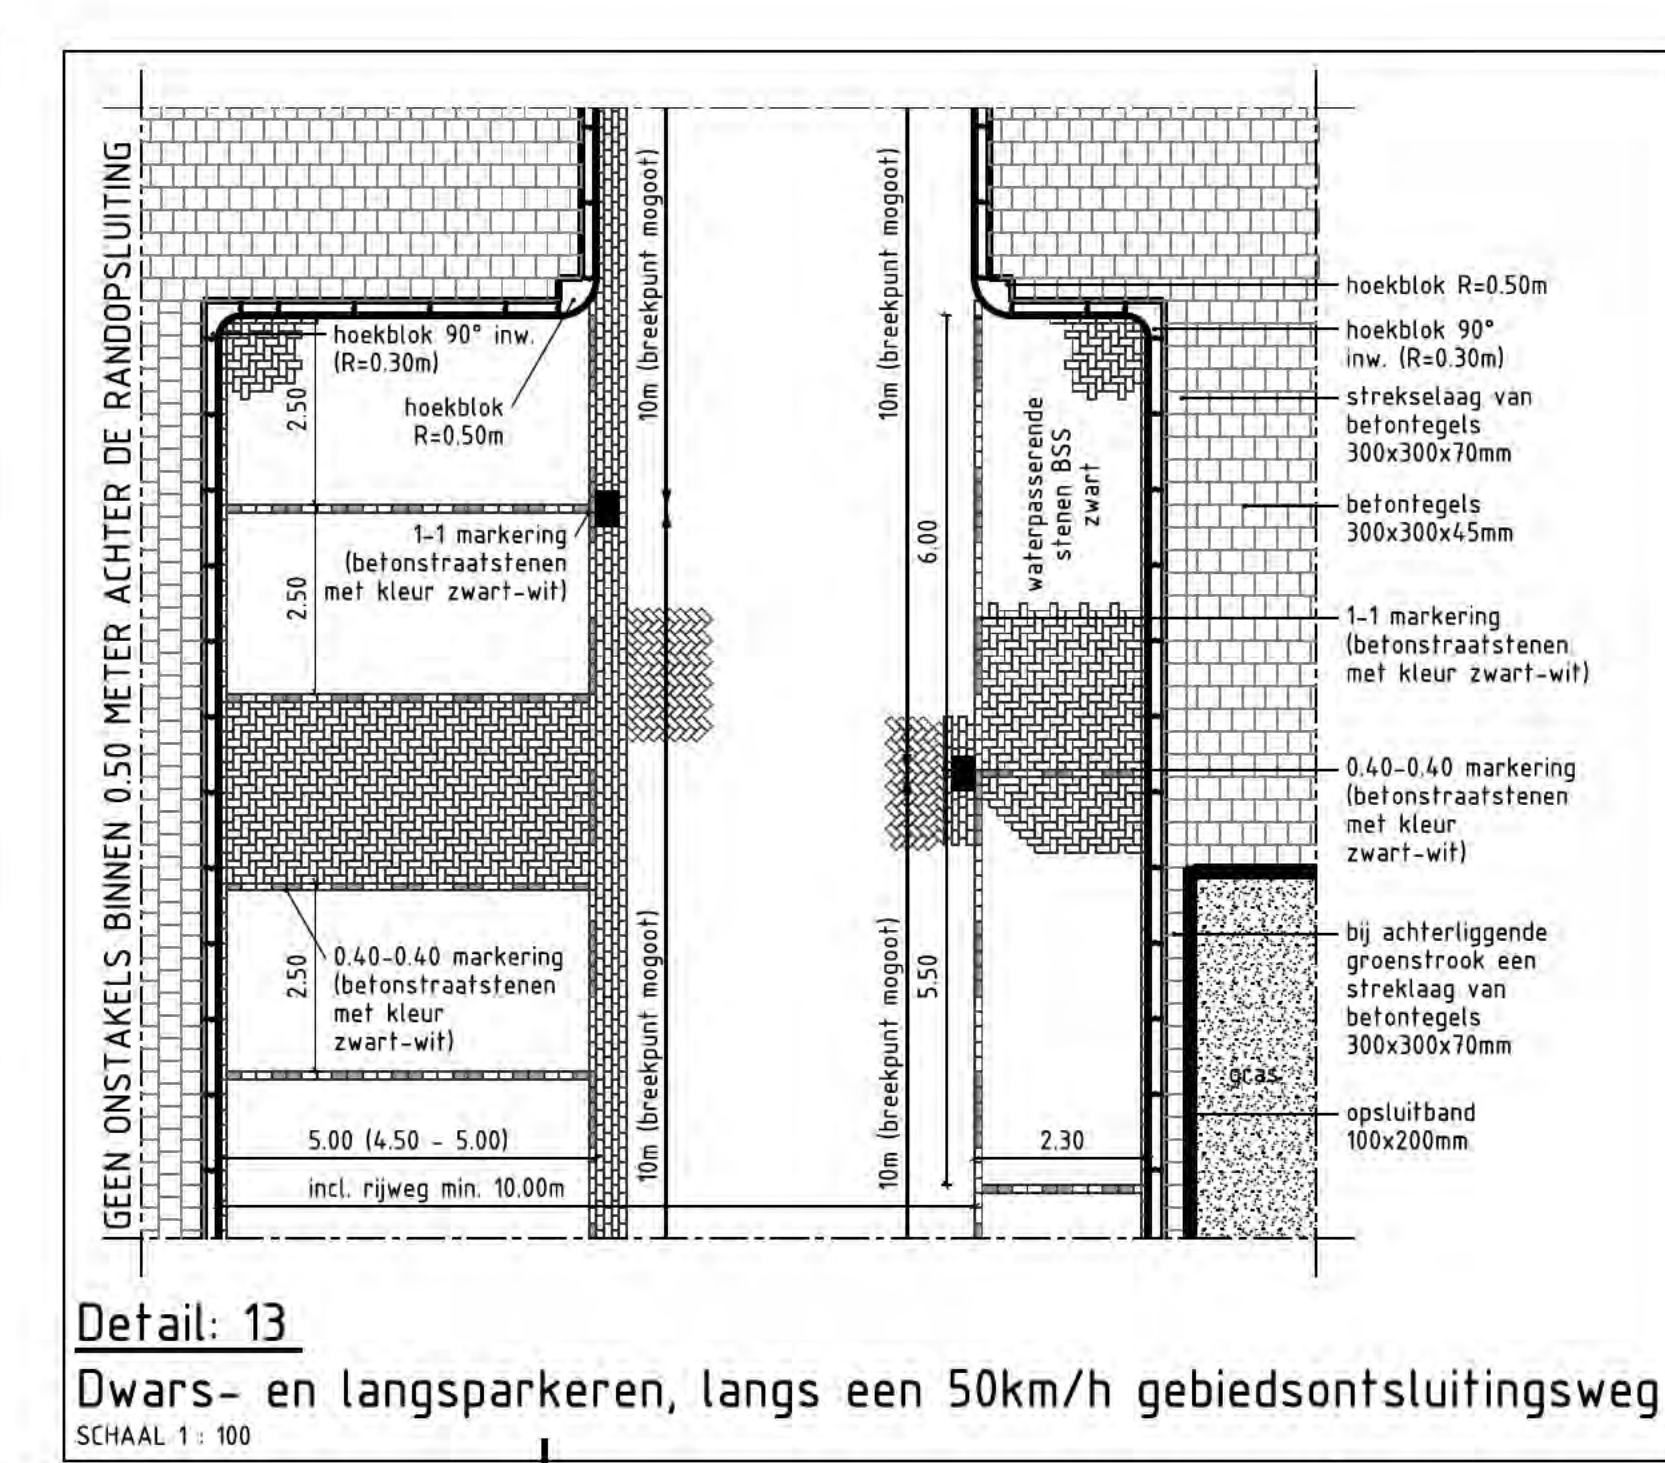 GEEN ONSTAKELS BINNEN 0.50 METER ACHTER DE RANDOPSLUITING
hoekblok 90° inw.
(R=0.30m)
hoekblok
R=0.50m
2.50
1-1 markering
(betonstraatstenen
met kleur zwart-wit)
2.50
0.40-0.40 markering
(betonstraatstenen
met kleur
zwart-wit)
2.50
5.00 (4.50 - 5.00)
incl. rijweg min. 10.00m
10m (breekpunt mogoot)
10m (breekpunt mogoot)
10m (breekpunt mogoot)
10m (breekpunt mogoot)
6.00
5.50
waterpasserende
stenen BSS
zwart
2.30
hoekblok R=0.50m
hoekblok 90°
inw. (R=0.30m)
strekselaag van
betontegels
300x300x70mm
betontegels
300x300x45mm
1-1 markering
(betonstraatstenen
met kleur zwart-wit)
0.40-0.40 markering
(betonstraatstenen
met kleur
zwart-wit)
bij achterliggende
groenstrook een
streklaag van
betontegels
300x300x70mm
gras
opsluitband
100x200mm
Detail: 13
Dwars- en langsparkeren, langs een 50km/h gebiedsontsluitingsweg
SCHAAL 1 : 100